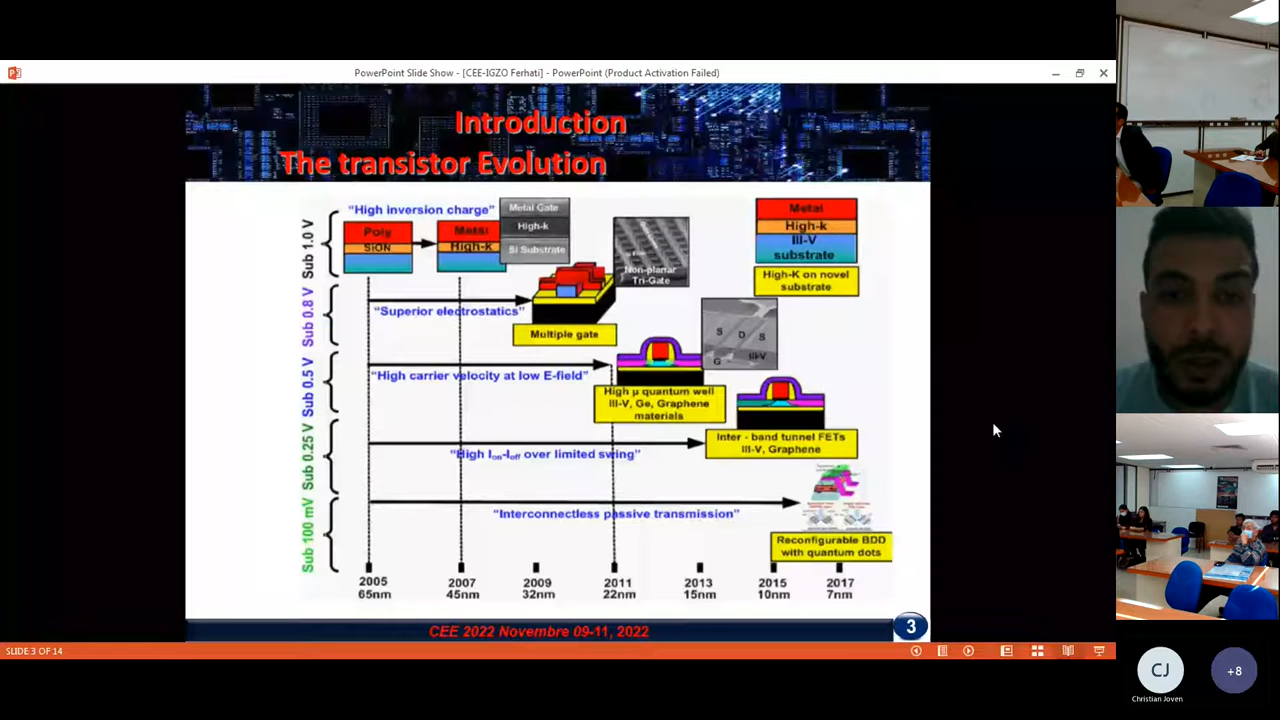 PowerPoint Slide Show - [CEE-IGZO Ferhati] - PowerPoint (Product Activation Failed)
Introduction
The transistor Evolution
Sub 1.0 V
"High inversion charge"
Poly
SiON
Metal
High-k
Metal Gate
High-k
Si Substrate
Non-planar
Tri-Gate
Metal
High-k
III-V
substrate
High-K on novel
substrate
Sub 0.8 V
"Superior electrostatics"
Multiple gate
S D S
G III-V
Sub 0.5 V
"High carrier velocity at low E-field"
High µ quantum well
III-V, Ge, Graphene
materials
Sub 0.25 V
"High Ion-Ioff over limited swing"
Inter - band tunnel FETs
III-V, Graphene
Sub 100 mV
"Interconnectless passive transmission"
Reconfigurable BDD
with quantum dots
2005 2007 2009 2011 2013 2015 2017
65nm 45nm 32nm 22nm 15nm 10nm 7nm
CEE 2022 Novembre 09-11, 2022
3
SLIDE 3 OF 14
CJ
+8
Christian Joven